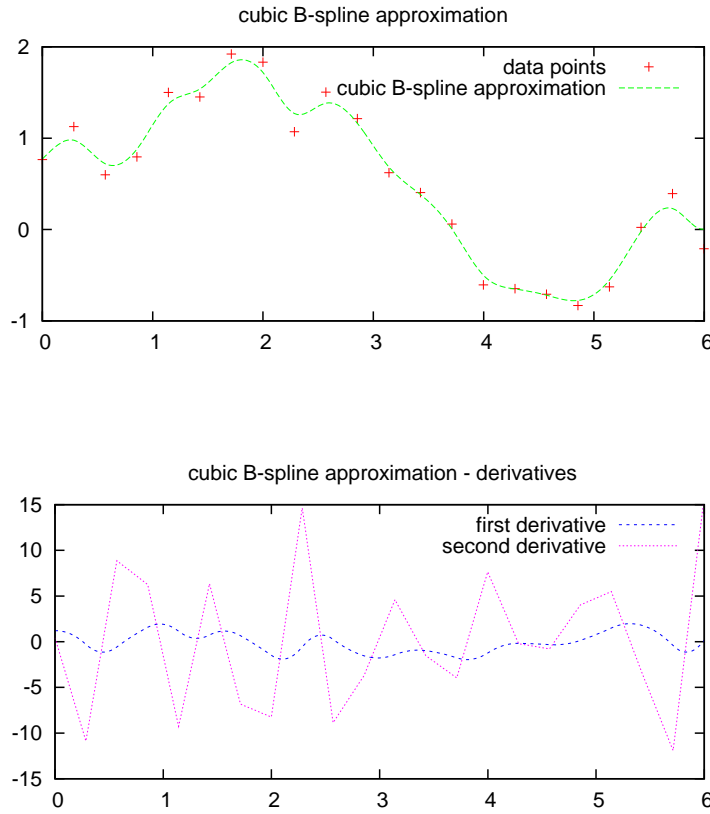 cubic B-spline approximation
2
1
0
-1
data points
cubic B-spline approximation
0 1 2 3 4 5 6
cubic B-spline approximation - derivatives
15
10
5
0
-5
-10
-15
first derivative
second derivative
0 1 2 3 4 5 6